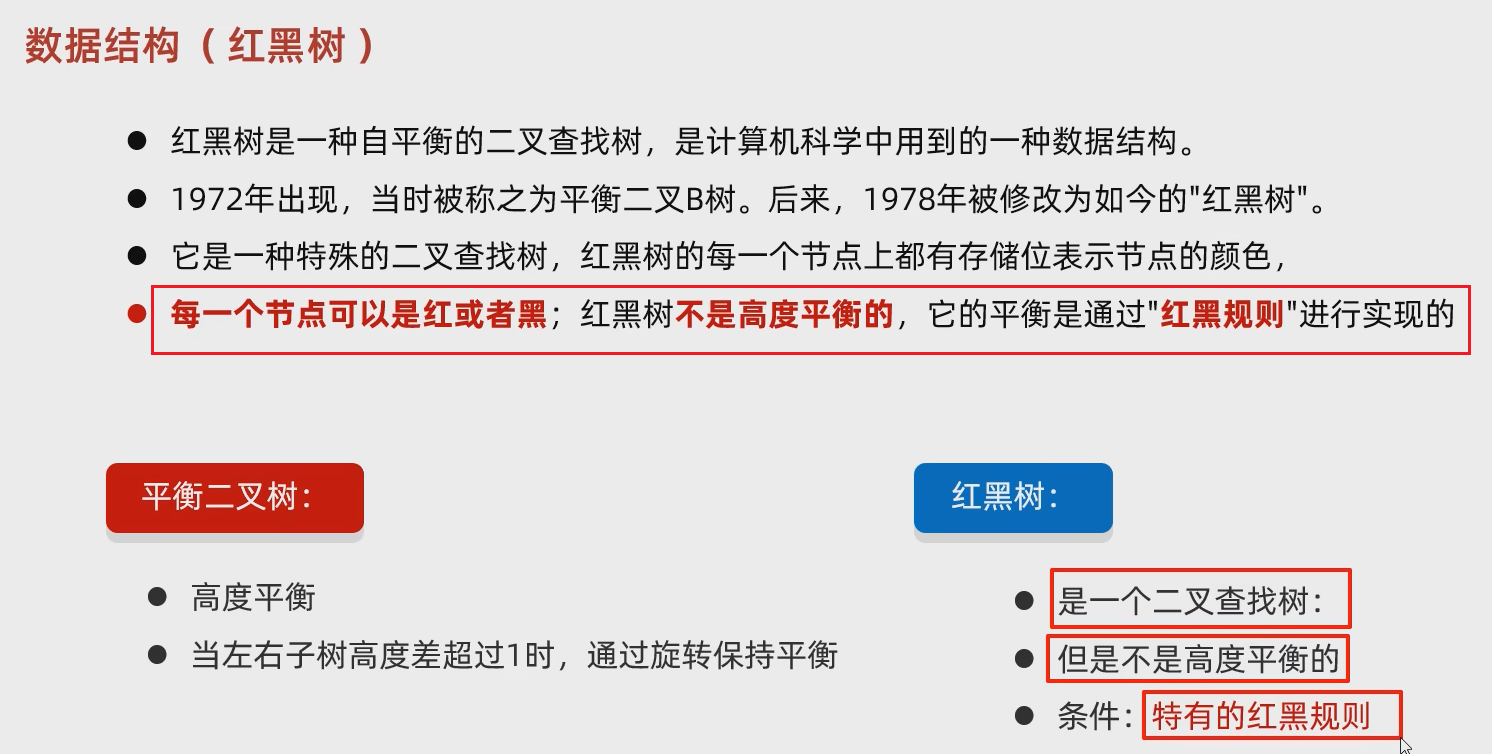 数据结构（红黑树）
红黑树是一种自平衡的二叉查找树，是计算机科学中用到的一种数据结构。
1972年出现，当时被称之为平衡二叉B树。后来，1978年被修改为如今的"红黑树"。
它是一种特殊的二叉查找树，红黑树的每一个节点上都有存储位表示节点的颜色，
每一个节点可以是红或者黑；红黑树不是高度平衡的，它的平衡是通过"红黑规则"进行实现的
平衡二叉树：
高度平衡
当左右子树高度差超过1时，通过旋转保持平衡
红黑树：
是一个二叉查找树：
但是不是高度平衡的
条件：特有的红黑规则